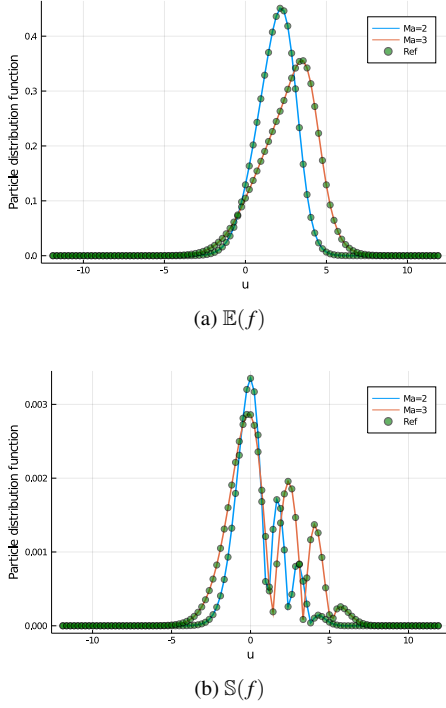 Particle distribution function
0.4
0.3
0.2
0.1
0.0
-10
-5
0
5
10
u
Ma=2
Ma=3
Ref
(a) 𝔼(f)
Particle distribution function
0.003
0.002
0.001
0.000
-10
-5
0
5
10
u
Ma=2
Ma=3
Ref
(b) 𝕊(f)